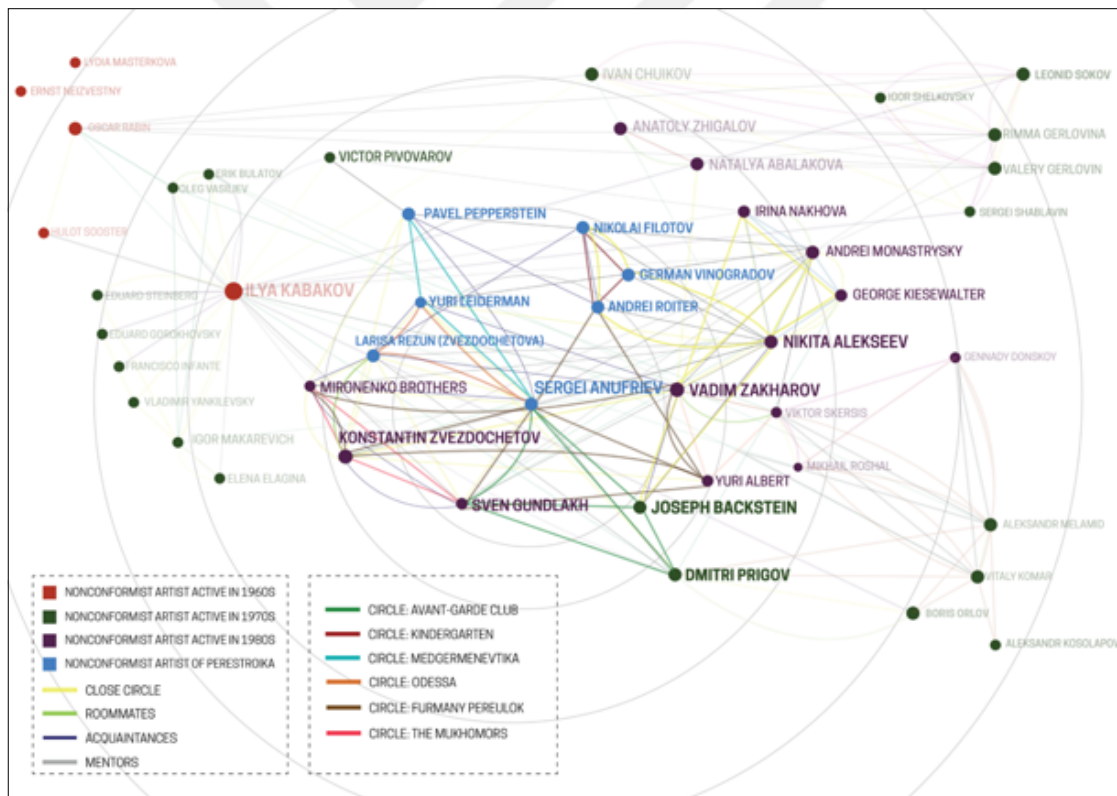 LYDIA MASTERKOVA
ERNST NEIZVESTNY
OSCAR RABIN
IVAN CHUIKOV
LEONID SOKOV
IGOR SHELKOVSKY
ANATOLY ZHIGALOV
RIMMA GERLOVINA
VICTOR PIVOVAROV
NATALYA ABALAKOVA
VALERY GERLOVIN
ERIK BULATOV
OLEG VASILIEV
PAVEL PEPPERSTEIN
IRINA NAKHOVA
SERGEI SHABLAVIN
HULOT SOOSTER
NIKOLAI FILOTOV
ANDREI MONASTRYSKY
GERMAN VINOGRADOV
ILYA KABAKOV
EDUARD STEINBERG
YURI LEIDERMAN
ANDREI ROITER
GEORGE KIESEWALTER
EDUARD GOROKHOVSKY
LARISA REZUN (ZVEZDOCHETOVA)
NIKITA ALEKSEEV
GENNADY DONSKOY
FRANCISCO INFANTE
MIRONENKO BROTHERS
SERGEI ANUFRIEV
VADIM ZAKHAROV
VLADIMIR YANKILEVSKY
VIKTOR SKERSIS
IGOR MAKAREVICH
KONSTANTIN ZVEZDOCHETOV
MIKHAIL ROSHAL
ELENA ELAGINA
YURI ALBERT
SVEN GUNDLAKH
JOSEPH BACKSTEIN
ALEKSANDR MELAMID
DMITRI PRIGOV
VITALY KOMAR
BORIS ORLOV
ALEKSANDR KOSOLAPOV
NONCONFORMIST ARTIST ACTIVE IN 1960S
NONCONFORMIST ARTIST ACTIVE IN 1970S
NONCONFORMIST ARTIST ACTIVE IN 1980S
NONCONFORMIST ARTIST OF PERESTROIKA
CLOSE CIRCLE
ROOMMATES
ACQUAINTANCES
MENTORS
CIRCLE: AVANT-GARDE CLUB
CIRCLE: KINDERGARTEN
CIRCLE: MEDGERMENEVTIKA
CIRCLE: ODESSA
CIRCLE: FURMANY PEREULOK
CIRCLE: THE MUKHOMORS